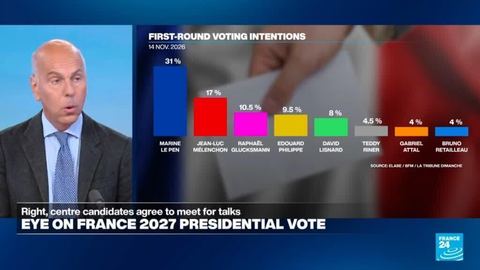 FIRST-ROUND VOTING INTENTIONS
14 NOV. 2026
31 %
17 %
10.5 %
9.5 %
8 %
4.5 %
4 %
4 %
MARINE
LE PEN
JEAN-LUC
MÉLENCHON
RAPHAËL
GLUCKSMANN
EDOUARD
PHILIPPE
DAVID
LISNARD
TEDDY
RINER
GABRIEL
ATTAL
BRUNO
RETAILLEAU
SOURCE: ELABE / BFM / LA TRIBUNE DIMANCHE
Right, centre candidates agree to meet for talks
EYE ON FRANCE 2027 PRESIDENTIAL VOTE
FRANCE
24